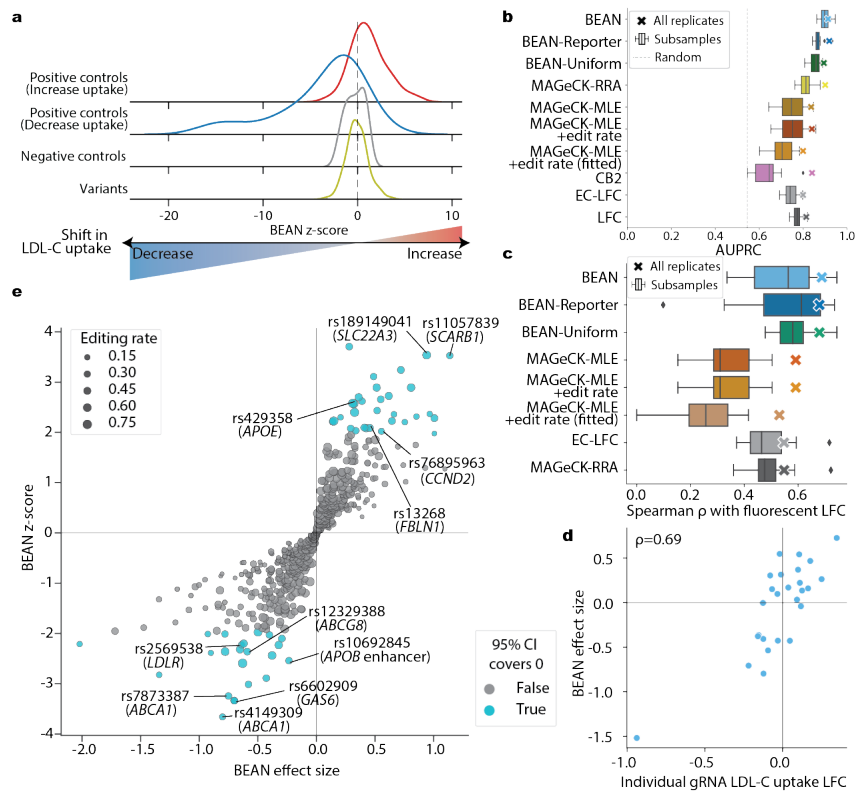 a
Positive controls
(Increase uptake)
Positive controls
(Decrease uptake)
Negative controls
Variants
-20
-10
0
10
BEAN z-score
Shift in
LDL-C uptake
Decrease
Increase
b
BEAN
BEAN-Reporter
BEAN-Uniform
MAGeCK-RRA
MAGeCK-MLE
MAGeCK-MLE
+edit rate
MAGeCK-MLE
+edit rate (fitted)
CB2
EC-LFC
LFC
All replicates
Subsamples
Random
0.0
0.2
0.4
0.6
0.8
1.0
AUPRC
c
BEAN
BEAN-Reporter
BEAN-Uniform
MAGeCK-MLE
MAGeCK-MLE
+edit rate
MAGeCK-MLE
+edit rate (fitted)
EC-LFC
MAGeCK-RRA
All replicates
Subsamples
0.0
0.2
0.4
0.6
Spearman ρ with fluorescent LFC
d
ρ=0.69
0.5
0.0
-0.5
-1.0
-1.5
BEAN effect size
-1.0
-0.5
0.0
Individual gRNA LDL-C uptake LFC
e
Editing rate
0.15
0.30
0.45
0.60
0.75
4
3
2
1
0
-1
-2
-3
-4
BEAN z-score
rs189149041
(SLC22A3)
rs11057839
(SCARB1)
rs429358
(APOE)
rs76895963
(CCND2)
rs13268
(FBLN1)
rs12329388
(ABCG8)
rs2569538
(LDLR)
rs10692845
(APOB enhancer)
rs7873387
(ABCA1)
rs6602909
(GAS6)
rs4149309
(ABCA1)
-2.0
-1.5
-1.0
-0.5
0.0
0.5
1.0
BEAN effect size
95% CI
covers 0
False
True